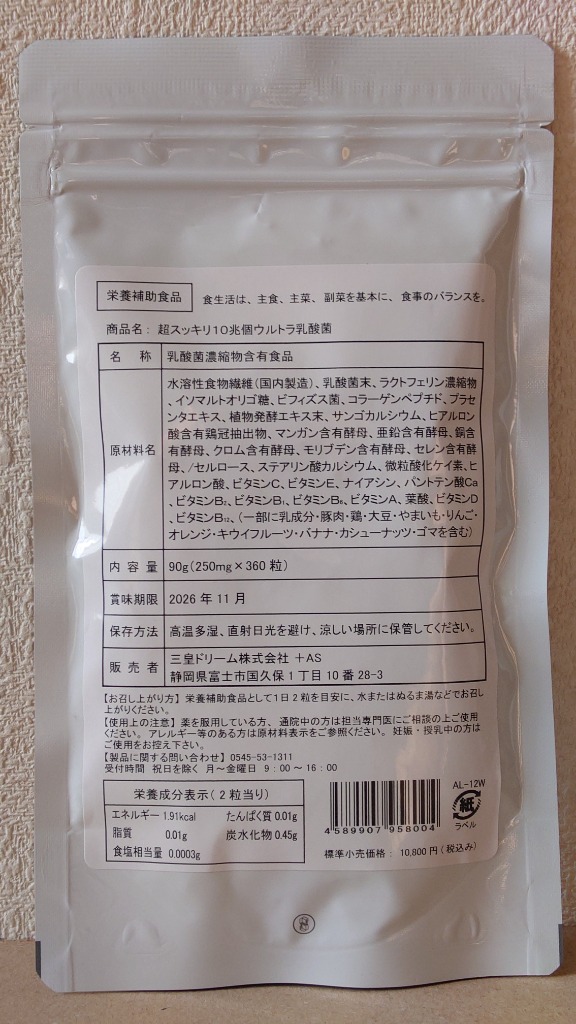 栄養補助食品 食生活は、主食、主菜、副菜を基本に、食事のバランスを。
商品名: 超スッキリ10兆個ウルトラ乳酸菌
名 称 乳酸菌濃縮物含有食品
原材料名
水溶性食物繊維(国内製造)、乳酸菌末、ラクトフェリン濃縮物
、イソマルトオリゴ糖、ビフィズス菌、コラーゲンペプチド、プラセ
ンタエキス、植物発酵エキス末、サンゴカルシウム、ヒアルロン
酸含有鶏冠抽出物、マンガン含有酵母、亜鉛含有酵母、銅含
有酵母、クロム含有酵母、モリブデン含有酵母、セレン含有酵
母、/セルロース、ステアリン酸カルシウム、微粒酸化ケイ素、ヒ
アルロン酸、ビタミンC、ビタミンE、ナイアシン、パントテン酸Ca
、ビタミンB₂、ビタミンB₁、ビタミンB₆、ビタミンA、葉酸、ビタミンD
、ビタミンB₁₂、(一部に乳成分・豚肉・鶏・大豆・やまいも・りんご・
オレンジ・キウイフルーツ・バナナ・カシューナッツ・ゴマを含む)
内 容 量 90g(250mg×360粒)
賞味期限 2026年11月
保存方法 高温多湿、直射日光を避け、涼しい場所に保管してください。
販 売 者 三皇ドリーム株式会社 +AS
静岡県富士市国久保1丁目10番28-3
【お召し上がり方】栄養補助食品として1日2粒を目安に、水またはぬるま湯などでお召し
上がりください。
【使用上の注意】薬を服用している方、通院中の方は担当専門医にご相談の上ご使用
ください。アレルギー等のある方は原材料表示をご参照ください。妊娠・授乳中の方は
ご使用をお控え下さい。
【製品に関する問い合わせ】0545-53-1311
受付時間 祝日を除く 月~金曜日 9:00~16:00
栄養成分表示(2粒当り)
エネルギー 1.91kcal たんぱく質 0.01g
脂質 0.01g 炭水化物 0.45g
食塩相当量 0.0003g
4589907958004
AL-12W
紙
ラベル
標準小売価格: 10,800円(税込み)